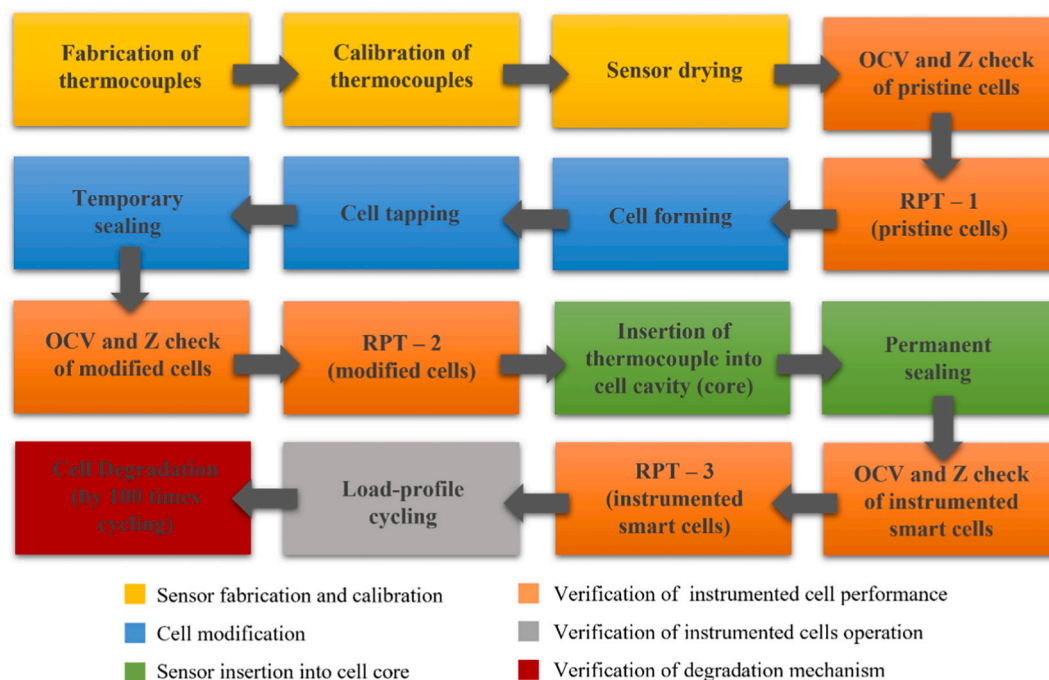 Fabrication of
thermocouples
Calibration of
thermocouples
Sensor drying
OCV and Z check
of pristine cells
Temporary
sealing
Cell tapping
Cell forming
RPT – 1
(pristine cells)
OCV and Z check
of modified cells
RPT – 2
(modified cells)
Insertion of
thermocouple into
cell cavity (core)
Permanent
sealing
Cell Degradation
(by 100 times
cycling)
Load-profile
cycling
RPT – 3
(instrumented
smart cells)
OCV and Z check
of instrumented
smart cells
Sensor fabrication and calibration
Cell modification
Sensor insertion into cell core
Verification of instrumented cell performance
Verification of instrumented cells operation
Verification of degradation mechanism